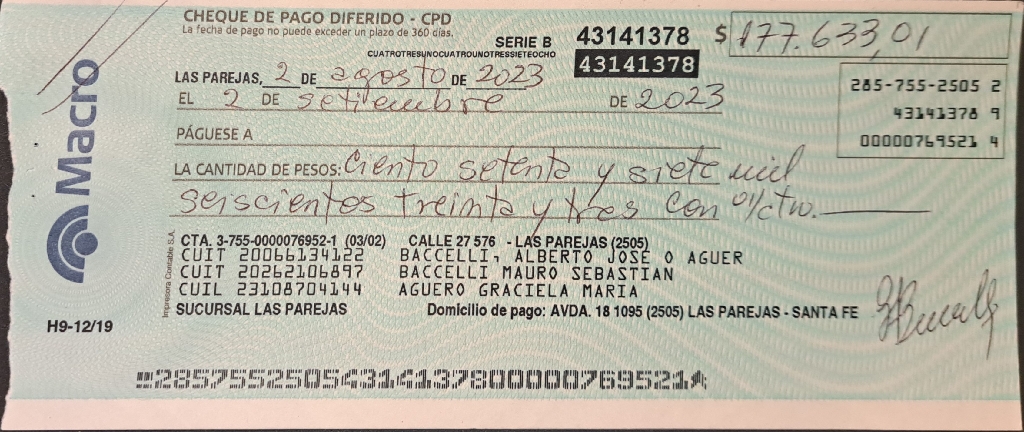 CHEQUE DE PAGO DIFERIDO - CPD
La fecha de pago no puede exceder un plazo de 360 días.
SERIE B 43141378 $ 177.633,01
CUATROTRESUNOCUATROUNOTRESSIETEOCHO
43141378
LAS PAREJAS, 2 DE agosto DE 2023
EL 2 DE setiembre DE 2023
285-755-2505 2
43141378 9
00000769521 4
PÁGUESE A
LA CANTIDAD DE PESOS: Ciento setenta y siete mil
seiscientos treinta y tres con 01/ctvo.
Macro
CTA. 3-755-0000076952-1 (03/02) CALLE 27 576 - LAS PAREJAS (2505)
CUIT 20066134122 BACCELLI, ALBERTO JOSE O AGUER
CUIT 20262106897 BACCELLI MAURO SEBASTIAN
CUIL 23108704144 AGUERO GRACIELA MARIA
SUCURSAL LAS PAREJAS Domicilio de pago: AVDA. 18 1095 (2505) LAS PAREJAS - SANTA FE
Impresora Contable S.A.
H9-12/19
28575525054314137800000769521